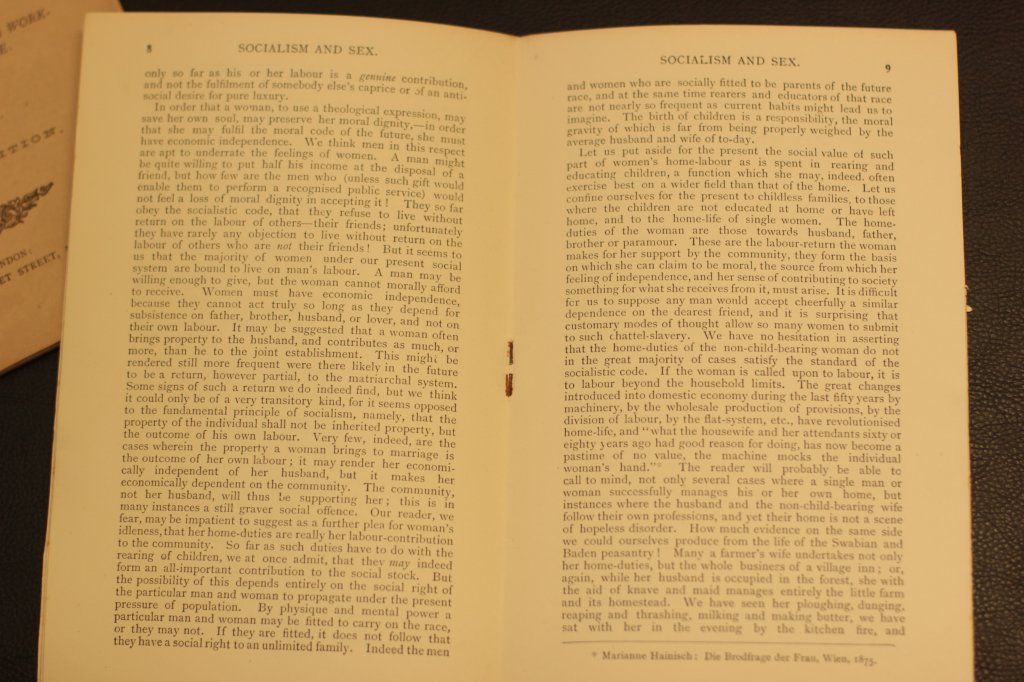 WORK-
E.
ITION.
NDON:
ET STREET,
8 SOCIALISM AND SEX.
only so far as his or her labour is a genuine contribution,
and not the fulfilment of somebody else's caprice or of an anti-
social desire for pure luxury.
In order that a woman, to use a theological expression, may
save her own soul, may preserve her moral dignity,—in order
that she may fulfil the moral code of the future, she must
have economic independence. We think men in this respect
are apt to underrate the feelings of women. A man might
be quite willing to put half his income at the disposal of a
friend, but how few are the men who (unless such gift would
enable them to perform a recognised public service) would
not feel a loss of moral dignity in accepting it! They so far
obey the socialistic code, that they refuse to live without
return on the labour of others—their friends; unfortunately
they have rarely any objection to live without return on the
labour of others who are not their friends! But it seems to
us that the majority of women under our present social
system are bound to live on man's labour. A man may be
willing enough to give, but the woman cannot morally afford
to receive. Women must have economic independence,
because they cannot act truly so long as they depend for
subsistence on father, brother, husband, or lover, and not on
their own labour. It may be suggested that a woman often
brings property to the husband, and contributes as much, or
more, than he to the joint establishment. This might be
rendered still more frequent were there likely in the future
to be a return, however partial, to the matriarchal system.
Some signs of such a return we do indeed find, but we think
it could only be of a very transitory kind, for it seems opposed
to the fundamental principle of socialism, namely, that the
property of the individual shall not be inherited property, but
the outcome of his own labour. Very few, indeed, are the
cases wherein the property a woman brings to marriage is
the outcome of her own labour; it may render her economi-
cally independent of her husband, but it makes her
economically dependent on the community. The community,
not her husband, will thus be supporting her; this is in
many instances a still graver social offence. Our reader, we
fear, may be impatient to suggest as a further plea for woman's
idleness, that her home-duties are really her labour-contribution
to the community. So far as such duties have to do with the
rearing of children, we at once admit, that they may indeed
form an all-important contribution to the social stock. But
the possibility of this depends entirely on the social right of
the particular man and woman to propagate under the present
pressure of population. By physique and mental power a
particular man and woman may be fitted to carry on the race,
or they may not. If they are fitted, it does not follow that
they have a social right to an unlimited family. Indeed the men
SOCIALISM AND SEX. 9
and women who are socially fitted to be parents of the future
race, and at the same time rearers and educators of that race
are not nearly so frequent as current habits might lead us to
imagine. The birth of children is a responsibility, the moral
gravity of which is far from being properly weighed by the
average husband and wife of to-day.
Let us put aside for the present the social value of such
part of women's home-labour as is spent in rearing and
educating children, a function which she may, indeed. often
exercise best on a wider field than that of the home. Let us
confine ourselves for the present to childless families, to those
where the children are not educated at home or have left
home, and to the home-life of single women. The home-
duties of the woman are those towards husband, father,
brother or paramour. These are the labour-return the woman
makes for her support by the community, they form the basis
on which she can claim to be moral, the source from which her
feeling of independence, and her sense of contributing to society
something for what she receives from it, must arise. It is difficult
for us to suppose any man would accept cheerfully a similar
dependence on the dearest friend, and it is surprising that
customary modes of thought allow so many women to submit
to such chattel-slavery. We have no hesitation in asserting
that the home-duties of the non-child-bearing woman do not
in the great majority of cases satisfy the standard of the
socialistic code. If the woman is called upon to labour, it is
to labour beyond the household limits. The great changes
introduced into domestic economy during the last fifty years by
machinery, by the wholesale production of provisions, by the
division of labour, by the flat-system, etc., have revolutionised
home-life, and "what the housewife and her attendants sixty or
eighty years ago had good reason for doing, has now become a
pastime of no value, the machine mocks the individual
woman's hand."* The reader will probably be able to
call to mind, not only several cases where a single man or
woman successfully manages his or her own home, but
instances where the husband and the non-child-bearing wife
follow their own professions, and yet their home is not a scene
of hopeless disorder. How much evidence on the same side
we could ourselves produce from the life of the Swabian and
Baden peasantry! Many a farmer's wife undertakes not only
her home-duties, but the whole business of a village inn; or,
again, while her husband is occupied in the forest, she with
the aid of knave and maid manages entirely the little farm
and its homestead. We have seen her ploughing, dunging,
reaping and thrashing, milking and making butter, we have
sat with her in the evening by the kitchen fire, and
* Marianne Hainisch: Die Brodfrage der Frau, Wien, 1875.